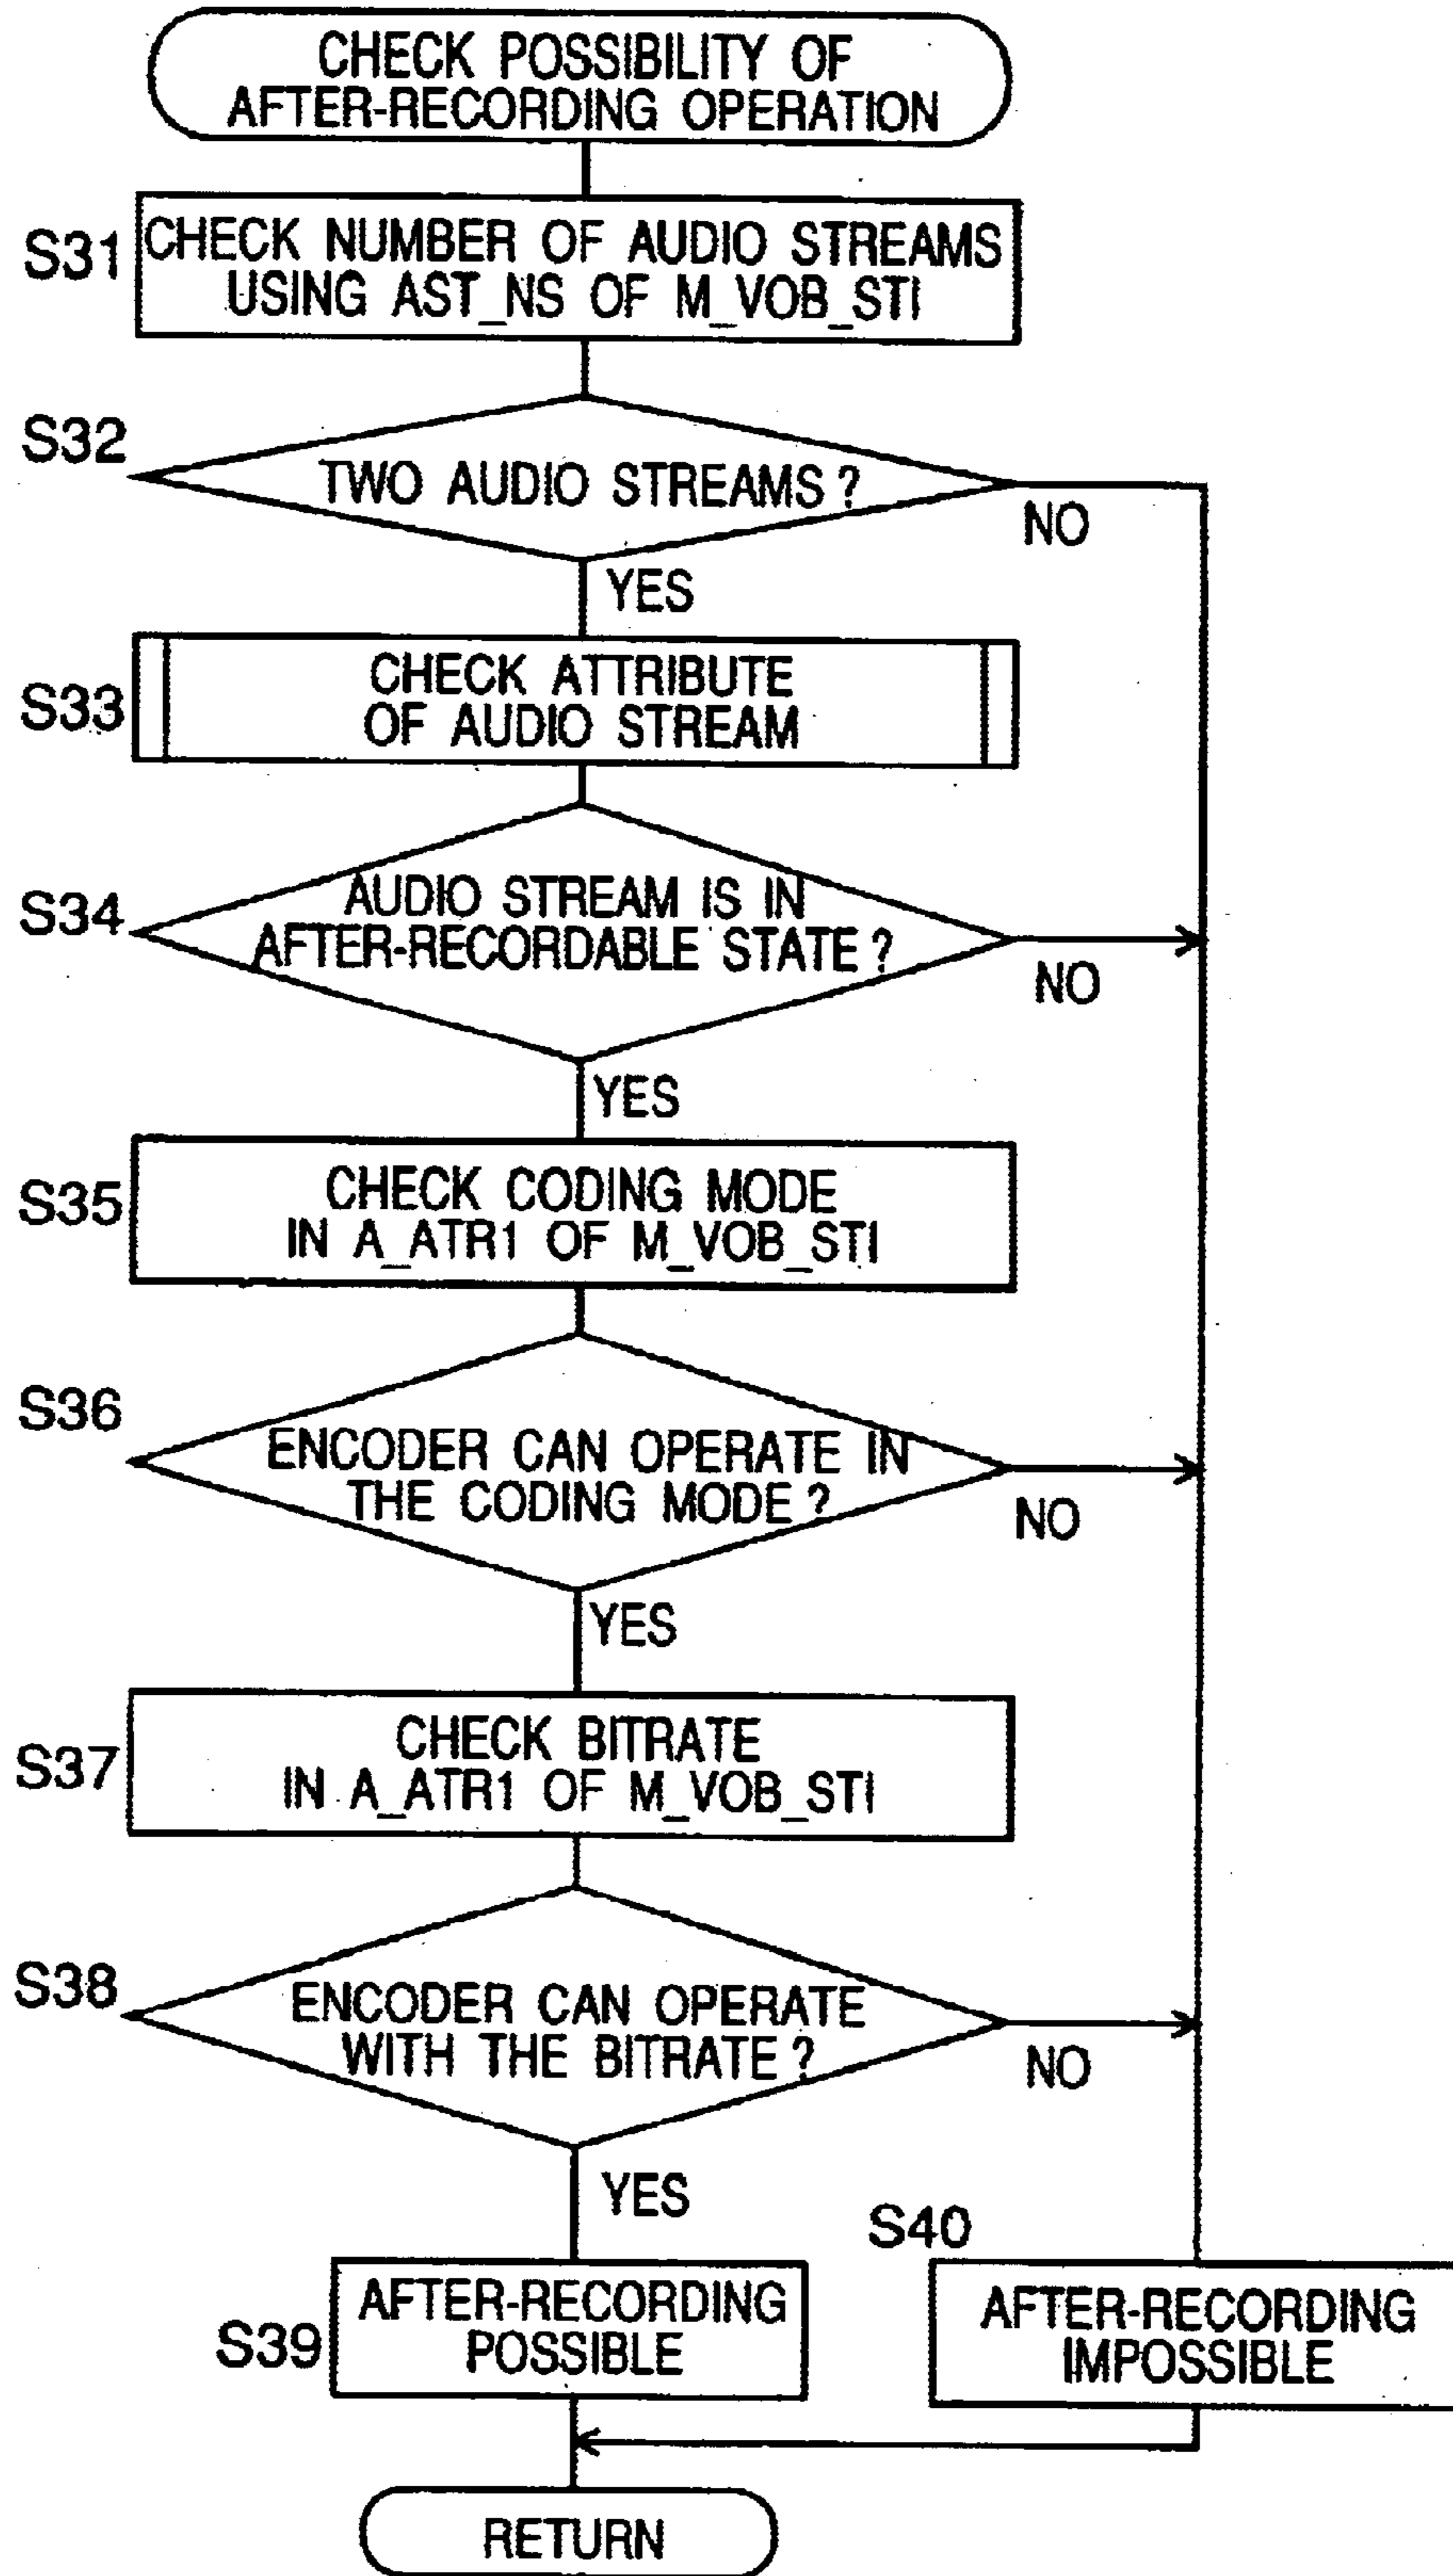 CHECK POSSIBILITY OF
AFTER-RECORDING OPERATION
S31
CHECK NUMBER OF AUDIO STREAMS
USING AST_NS OF M_VOB_STI
S32
TWO AUDIO STREAMS?
NO
YES
S33
CHECK ATTRIBUTE
OF AUDIO STREAM
S34
AUDIO STREAM IS IN
AFTER-RECORDABLE STATE?
NO
YES
S35
CHECK CODING MODE
IN A_ATR1 OF M_VOB_STI
S36
ENCODER CAN OPERATE IN
THE CODING MODE?
NO
YES
S37
CHECK BITRATE
IN A_ATR1 OF M_VOB_STI
S38
ENCODER CAN OPERATE
WITH THE BITRATE?
NO
YES
S39
AFTER-RECORDING
POSSIBLE
S40
AFTER-RECORDING
IMPOSSIBLE
RETURN